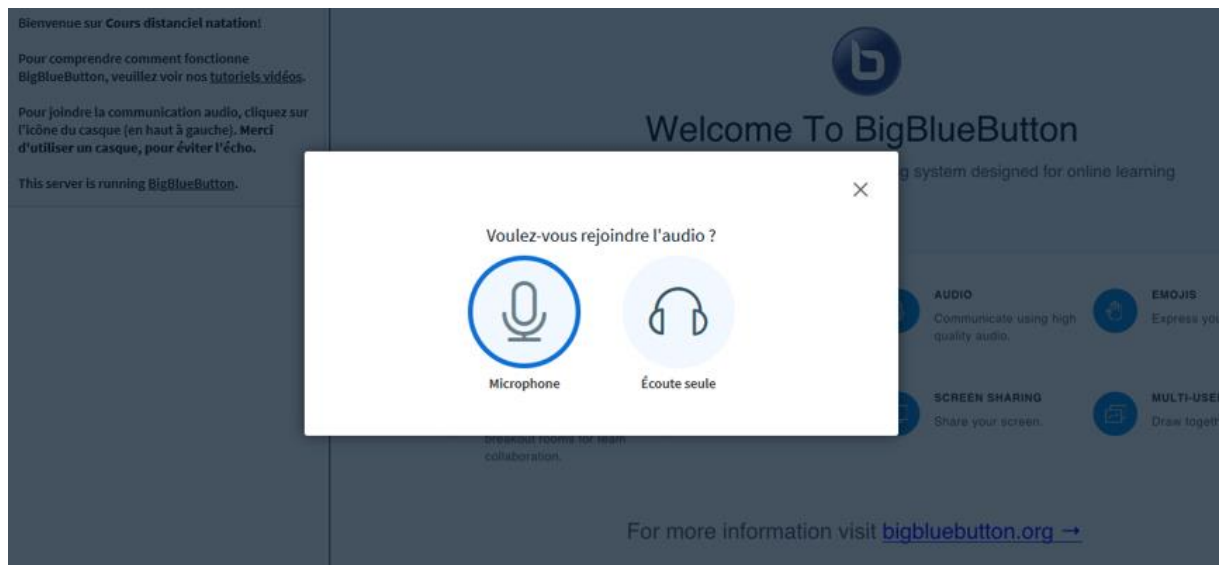 Bienvenue sur Cours distanciel natation!
Pour comprendre comment fonctionne
BigBlueButton, veuillez voir nos tutoriels vidéos.
Pour joindre la communication audio, cliquez sur
l'icône du casque (en haut à gauche). Merci
d'utiliser un casque, pour éviter l'écho.
This server is running BigBlueButton.
Welcome To BigBlueButton
system designed for online learning
Voulez-vous rejoindre l'audio ?
Microphone
Écoute seule
AUDIO
Communicate using high
quality audio.
EMOJIS
Express
SCREEN SHARING
Share your screen.
Draw
breakout rooms for team
collaboration.
For more information visit bigbluebutton.org →